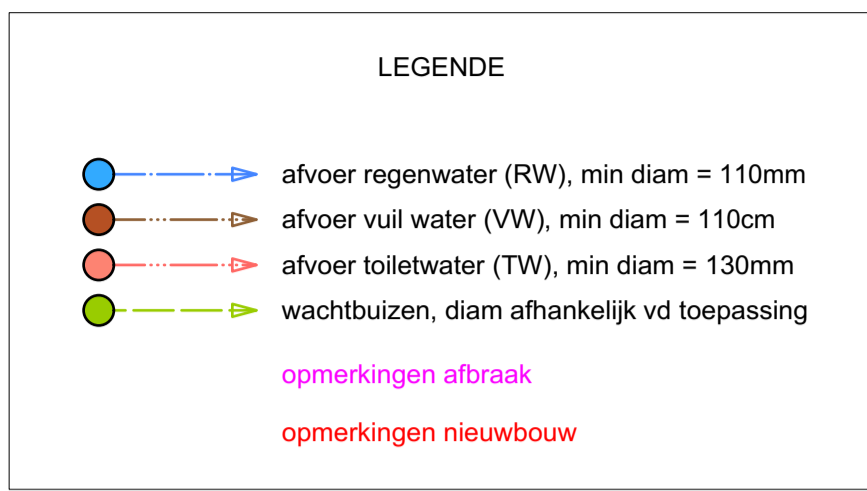 LEGENDE
afvoer regenwater (RW), min diam = 110mm
afvoer vuil water (VW), min diam = 110cm
afvoer toiletwater (TW), min diam = 130mm
wachtbuizen, diam afhankelijk vd toepassing
opmerkingen afbraak
opmerkingen nieuwbouw